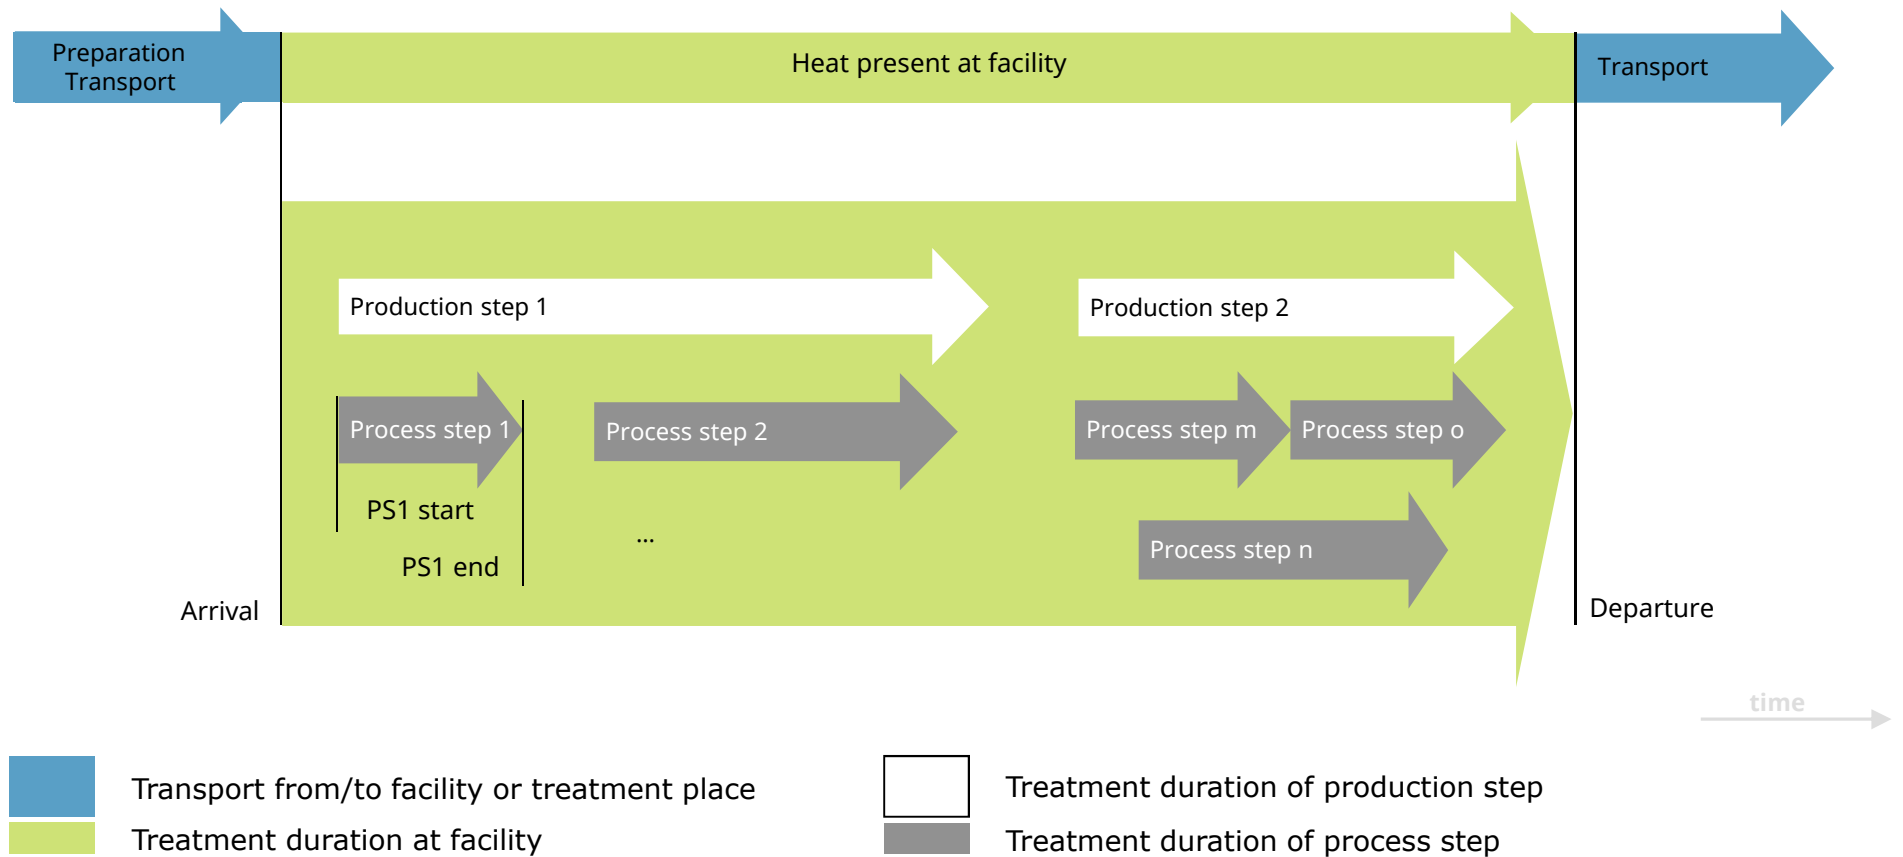 Preparation
Transport
Heat present at facility
Transport
Production step 1
Production step 2
Process step 1
Process step 2
Process step m
Process step o
PS1 start
...
Process step n
PS1 end
Arrival
Departure
time
Transport from/to facility or treatment place
Treatment duration of production step
Treatment duration at facility
Treatment duration of process step